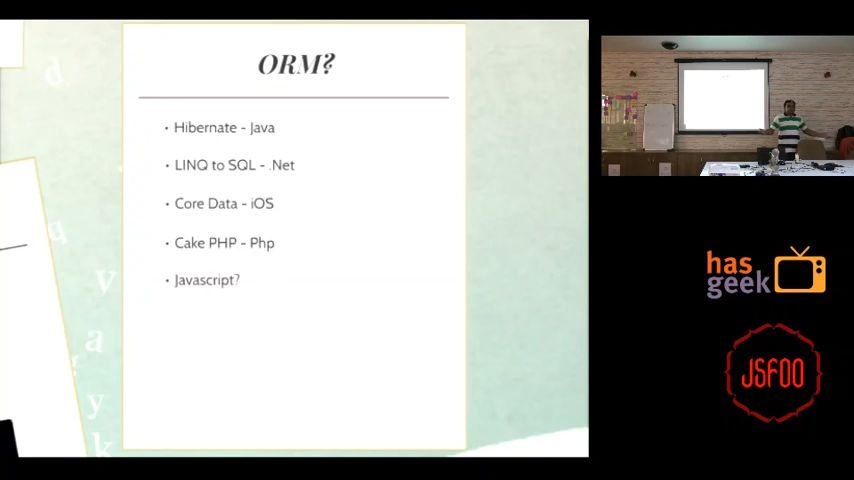 ORM?
• Hibernate - Java
• LINQ to SQL - .Net
• Core Data - iOS
• Cake PHP - Php
• Javascript?
d
q
v
a
y
k
has
geek
JSFOO